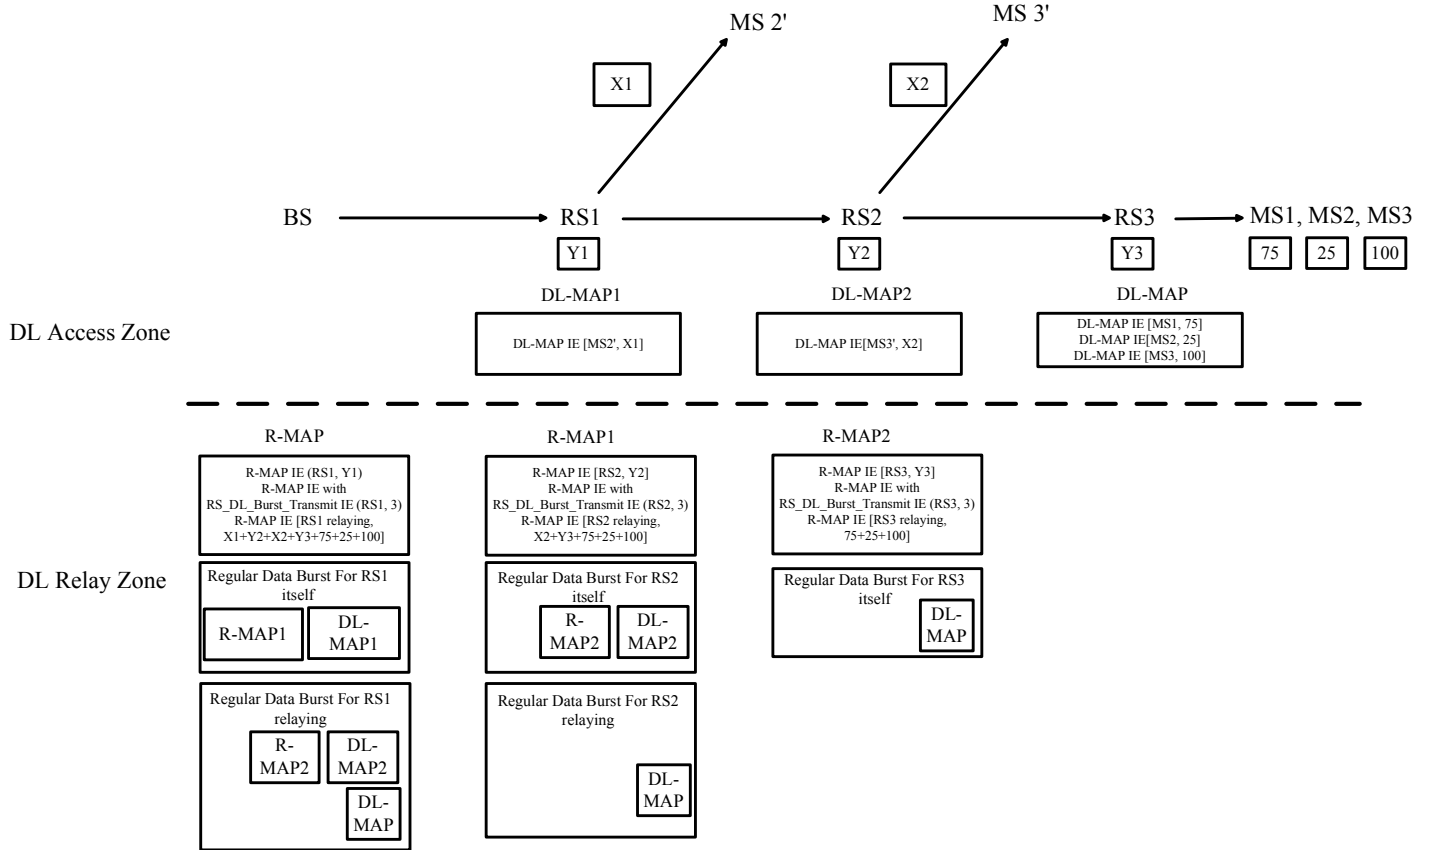 MS 2'
MS 3'
X1
X2
BS
RS1
RS2
RS3
MS1, MS2, MS3
Y1
Y2
Y3
75
25
100
DL-MAP1
DL-MAP2
DL-MAP
DL Access Zone
DL-MAP IE [MS2', X1]
DL-MAP IE[MS3', X2]
DL-MAP IE [MS1, 75]
DL-MAP IE[MS2, 25]
DL-MAP IE [MS3, 100]
R-MAP
R-MAP IE (RS1, Y1)
R-MAP IE with
RS_DL_Burst_Transmit IE (RS1, 3)
R-MAP IE [RS1 relaying,
X1+Y2+X2+Y3+75+25+100]
R-MAP1
R-MAP IE [RS2, Y2]
R-MAP IE with
RS_DL_Burst_Transmit IE (RS2, 3)
R-MAP IE [RS2 relaying,
X2+Y3+75+25+100]
R-MAP2
R-MAP IE [RS3, Y3]
R-MAP IE with
RS_DL_Burst_Transmit IE (RS3, 3)
R-MAP IE [RS3 relaying,
75+25+100]
DL Relay Zone
Regular Data Burst For RS1
itself
R-MAP1
DL-
MAP1
Regular Data Burst For RS2
itself
R-
MAP2
DL-
MAP2
Regular Data Burst For RS3
itself
DL-
MAP
Regular Data Burst For RS1
relaying
R-
MAP2
DL-
MAP2
DL-
MAP
Regular Data Burst For RS2
relaying
DL-
MAP